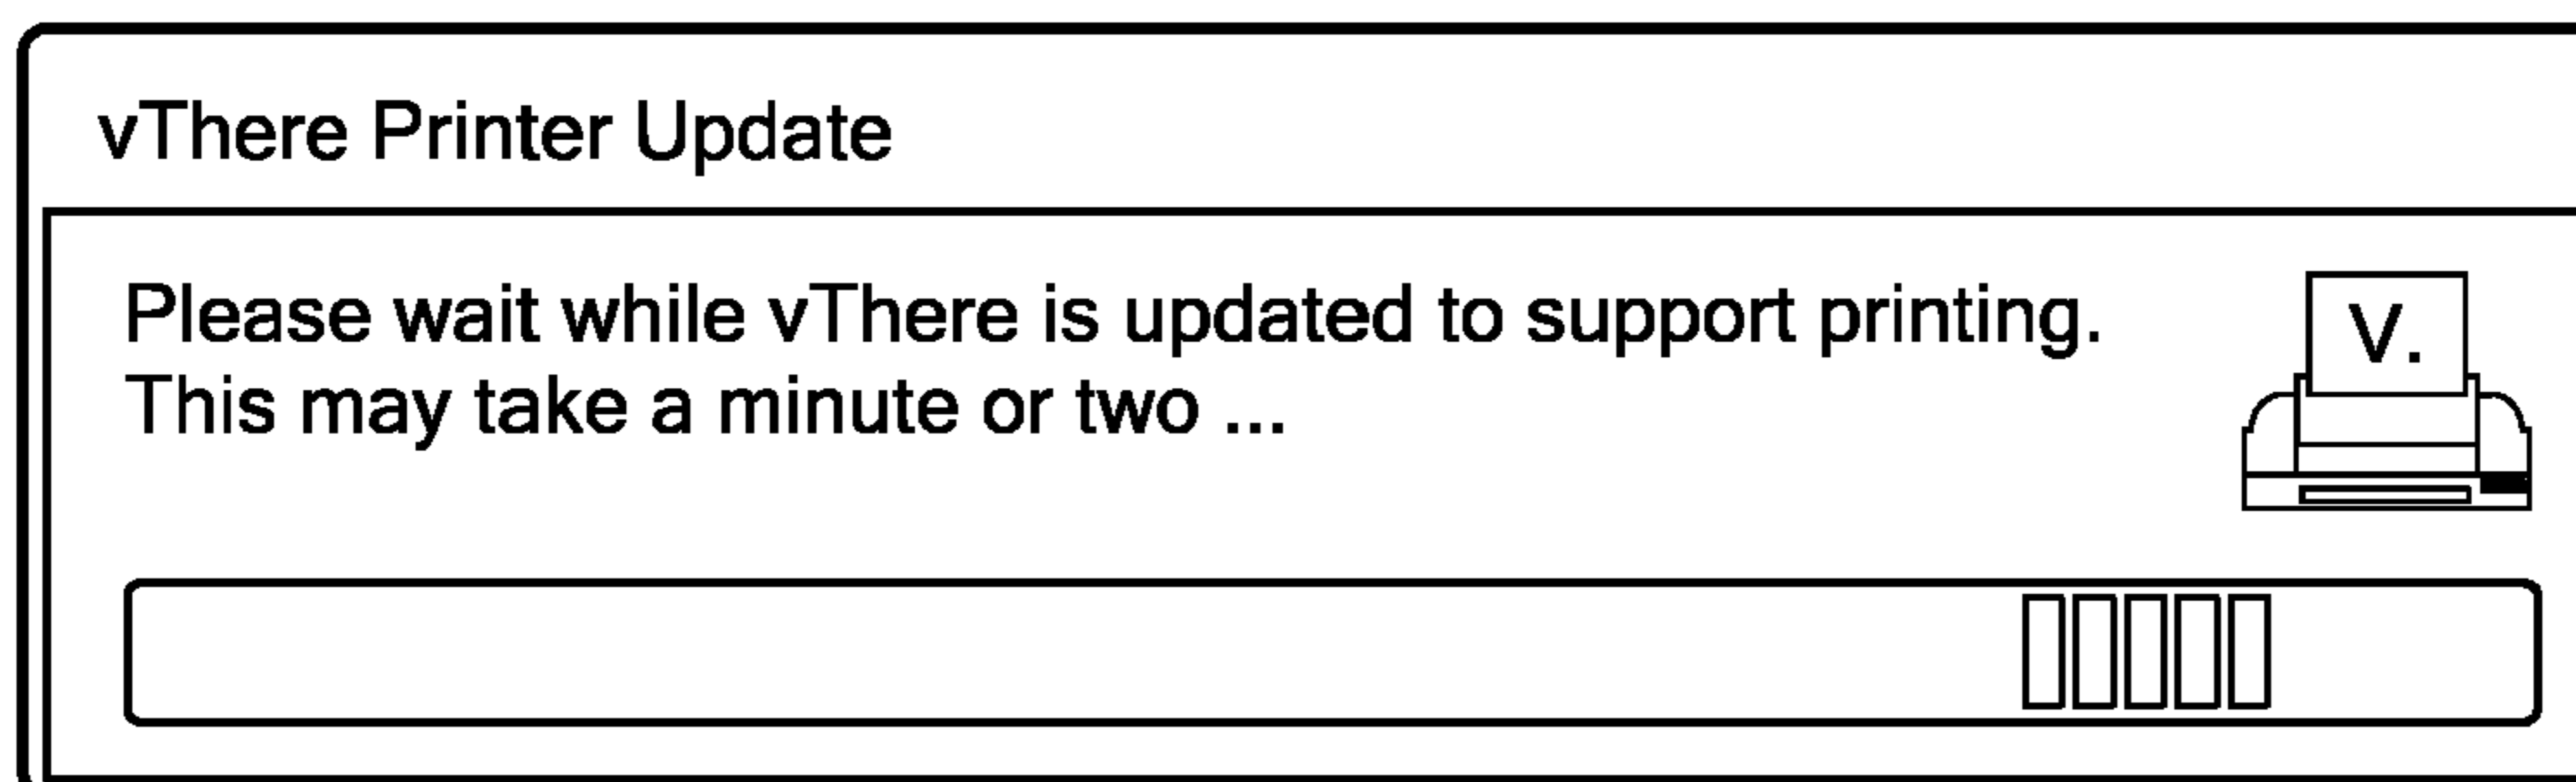 vThere Printer Update
Please wait while vThere is updated to support printing.
This may take a minute or two ...
V.